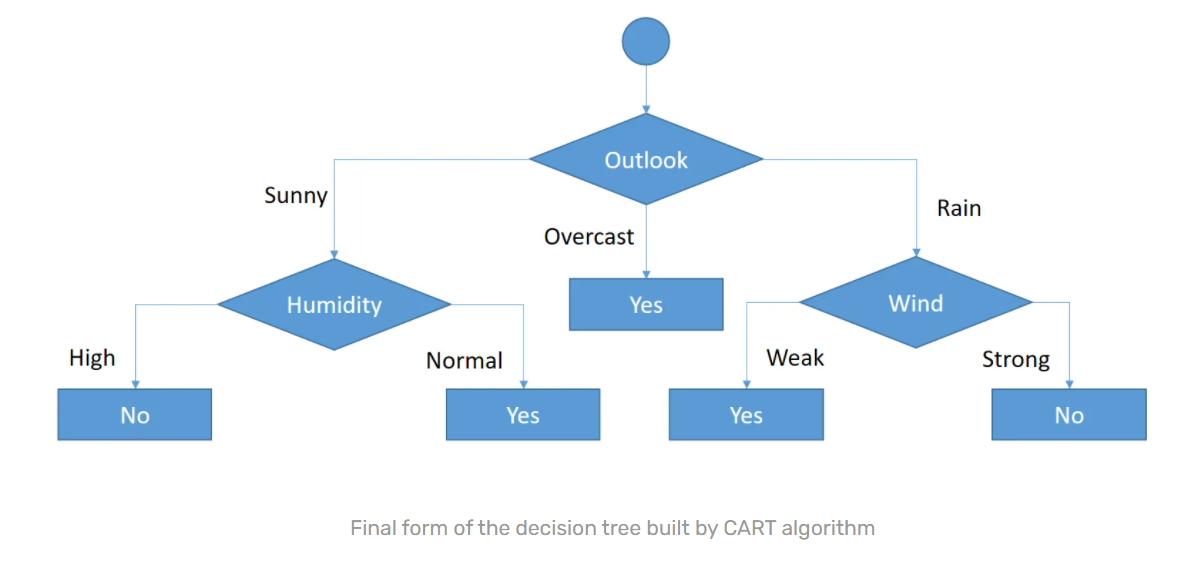 Outlook
Sunny
Overcast
Rain
Humidity
Yes
Wind
High
Normal
Weak
Strong
No
Yes
Yes
No
Final form of the decision tree built by CART algorithm